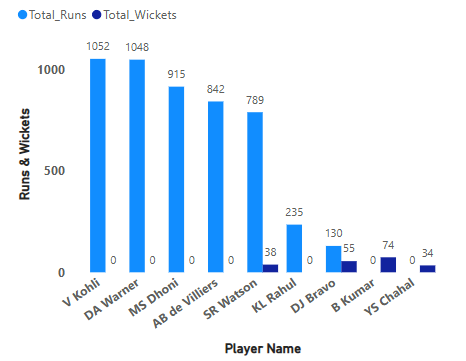 Total_Runs Total_Wickets
1052 1048
915
842
789
235
130
38
55
74
34
0 0 0 0 0 0 0
1000
500
0
Runs & Wickets
V Kohli
DA Warner
MS Dhoni
AB de Villiers
SR Watson
KL Rahul
DJ Bravo
B Kumar
YS Chahal
Player Name